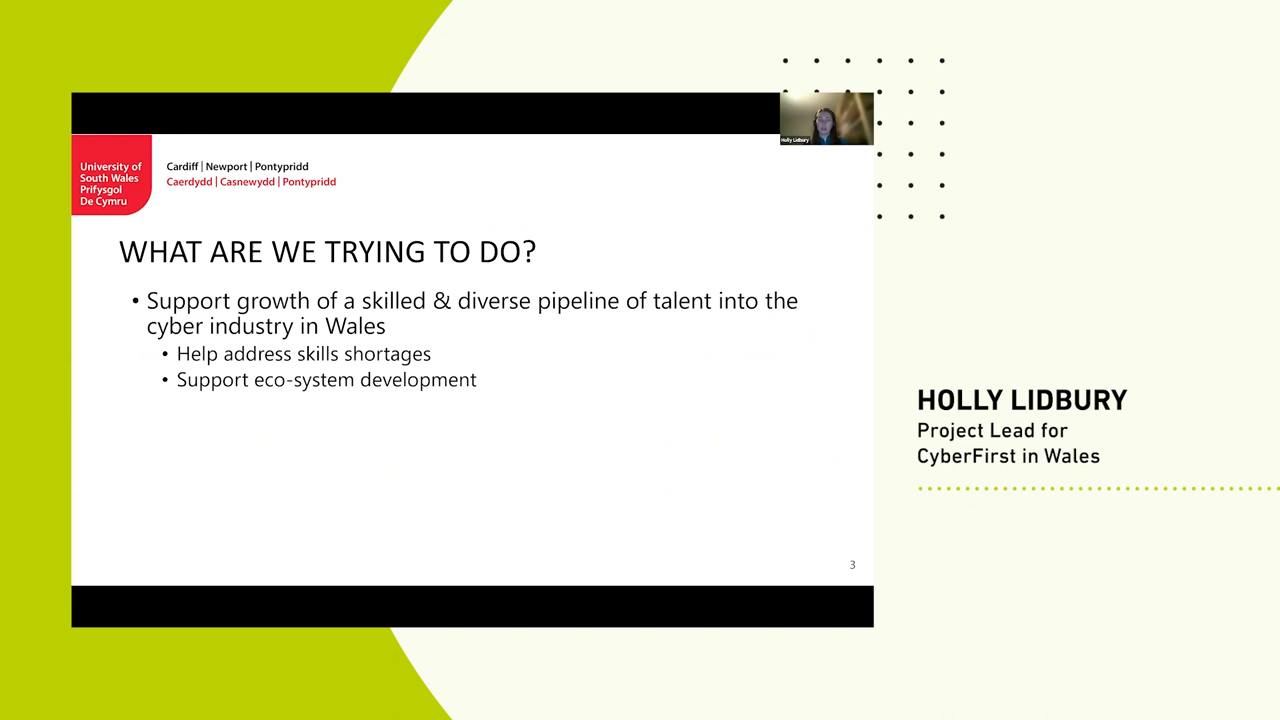 Holly Lidbury
University of
South Wales
Prifysgol
De Cymru
Cardiff | Newport | Pontypridd
Caerdydd | Casnewydd | Pontypridd
WHAT ARE WE TRYING TO DO?
• Support growth of a skilled & diverse pipeline of talent into the
cyber industry in Wales
• Help address skills shortages
• Support eco-system development
3
HOLLY LIDBURY
Project Lead for
CyberFirst in Wales